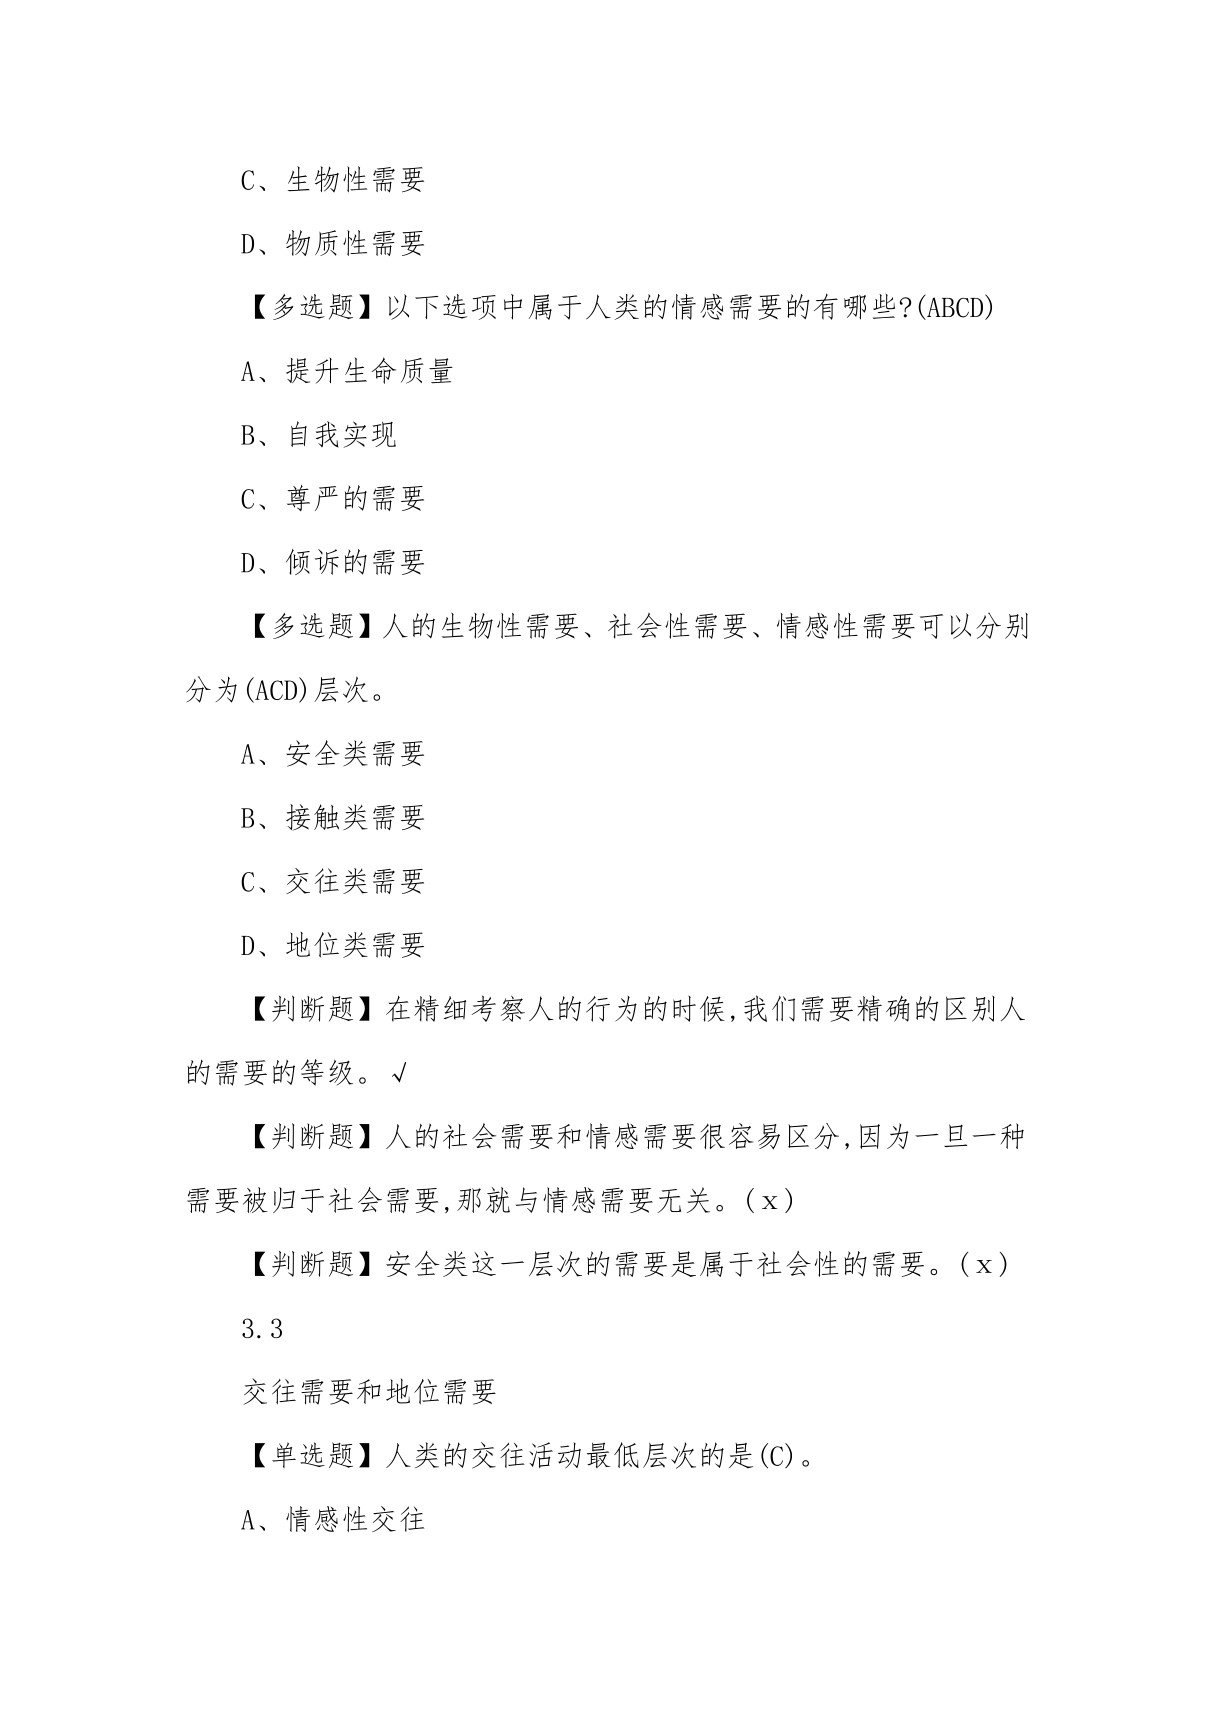 C、生物性需要
D、物质性需要
【多选题】以下选项中属于人类的情感需要的有哪些?(ABCD)
A、提升生命质量
B、自我实现
C、尊严的需要
D、倾诉的需要
【多选题】人的生物性需要、社会性需要、情感性需要可以分别
分为(ACD)层次。
A、安全类需要
B、接触类需要
C、交往类需要
D、地位类需要
【判断题】在精细考察人的行为的时候,我们需要精确的区别人
的需要的等级。√
【判断题】人的社会需要和情感需要很容易区分,因为一旦一种
需要被归于社会需要,那就与情感需要无关。(x)
【判断题】安全类这一层次的需要是属于社会性的需要。(x)
3.3
交往需要和地位需要
【单选题】人类的交往活动最低层次的是(C)。
A、情感性交往